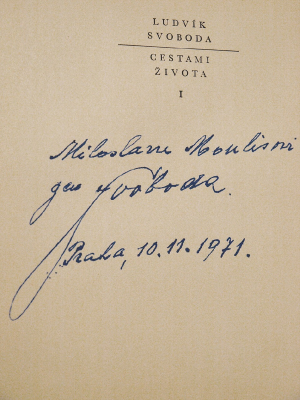 LUDVÍK
SVOBODA
CESTAMI
ŽIVOTA
I
Miloslavu Moulisovi
gen Svoboda.
Praha, 10.11.1971.